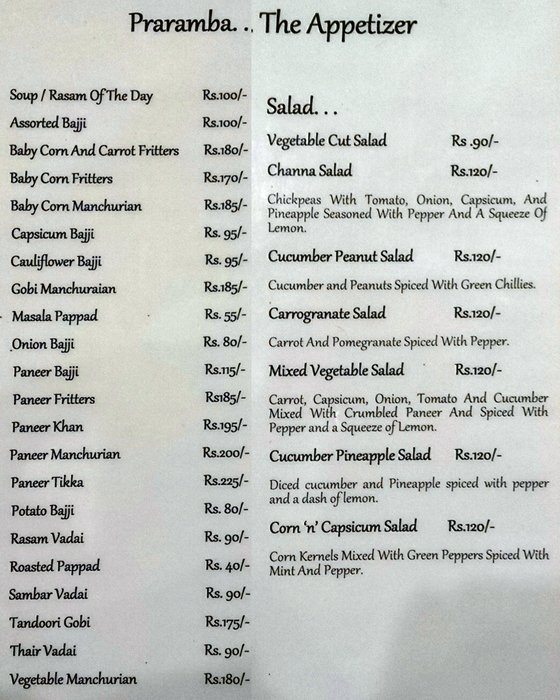 Praramba. . . The Appetizer
Soup / Rasam Of The Day Rs.100/-
Assorted Bajji Rs.100/-
Baby Corn And Carrot Fritters Rs.180/-
Baby Corn Fritters Rs.170/-
Baby Corn Manchurian Rs.185/-
Capsicum Bajji Rs. 95/-
Cauliflower Bajji Rs. 95/-
Gobi Manchuraian Rs.185/-
Masala Pappad Rs. 55/-
Onion Bajji Rs. 80/-
Paneer Bajji Rs.115/-
Paneer Fritters Rs185/-
Paneer Khan Rs.195/-
Paneer Manchurian Rs.200/-
Paneer Tikka Rs.225/-
Potato Bajji Rs. 80/-
Rasam Vadai Rs. 90/-
Roasted Pappad Rs. 40/-
Sambar Vadai Rs. 90/-
Tandoori Gobi Rs.175/-
Thair Vadai Rs. 90/-
Vegetable Manchurian Rs.180/-
Salad. . .
Vegetable Cut Salad Rs .90/-
Channa Salad Rs.120/-
Chickpeas With Tomato, Onion, Capsicum, And
Pineapple Seasoned With Pepper And A Squeeze Of
Lemon.
Cucumber Peanut Salad Rs.120/-
Cucumber and Peanuts Spiced With Green Chillies.
Carrogranate Salad Rs.120/-
Carrot And Pomegranate Spiced With Pepper.
Mixed Vegetable Salad Rs.120/-
Carrot, Capsicum, Onion, Tomato And Cucumber
Mixed With Crumbled Paneer And Spiced With
Pepper and a Squeeze of Lemon.
Cucumber Pineapple Salad Rs.120/-
Diced cucumber and Pineapple spiced with pepper
and a dash of lemon.
Corn 'n' Capsicum Salad Rs.120/-
Corn Kernels Mixed With Green Peppers Spiced With
Mint And Pepper.